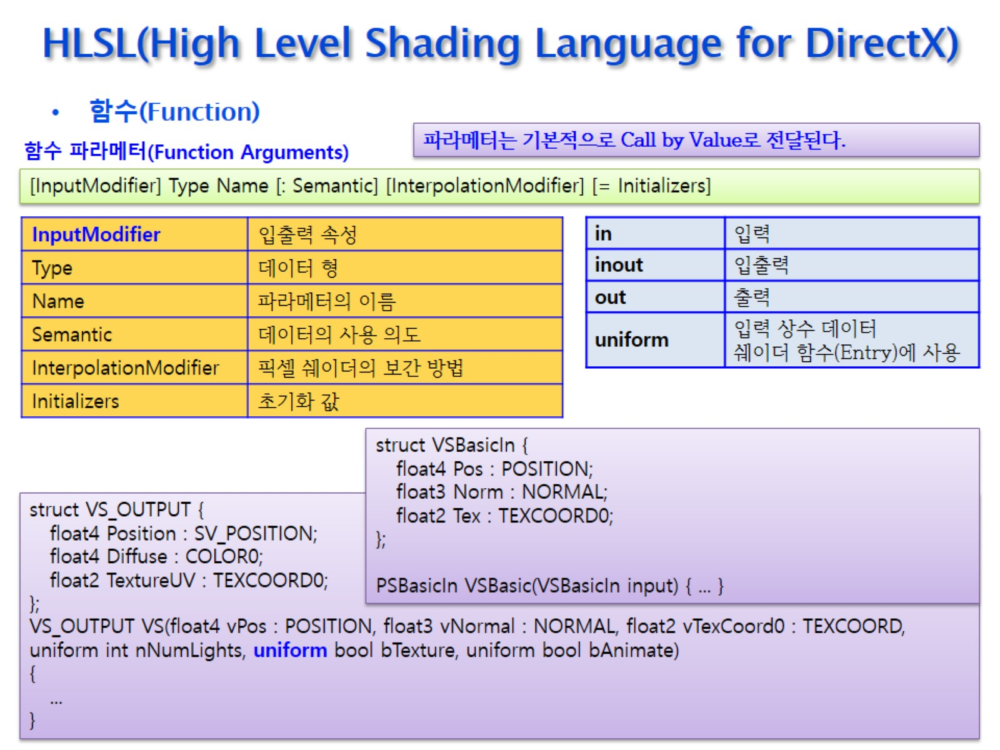 HLSL(High Level Shading Language for DirectX)
• 함수(Function)
함수 파라메터(Function Arguments)
파라메터는 기본적으로 Call by Value로 전달된다.
[InputModifier] Type Name [: Semantic] [InterpolationModifier] [= Initializers]
InputModifier 입출력 속성
Type 데이터 형
Name 파라메터의 이름
Semantic 데이터의 사용 의도
InterpolationModifier 픽셀 쉐이더의 보간 방법
Initializers 초기화 값
in 입력
inout 입출력
out 출력
uniform 입력 상수 데이터
쉐이더 함수(Entry)에 사용
struct VSBasicIn {
float4 Pos : POSITION;
float3 Norm : NORMAL;
float2 Tex : TEXCOORD0;
};
PSBasicIn VSBasic(VSBasicIn input) { ... }
struct VS_OUTPUT {
float4 Position : SV_POSITION;
float4 Diffuse : COLOR0;
float2 TextureUV : TEXCOORD0;
};
VS_OUTPUT VS(float4 vPos : POSITION, float3 vNormal : NORMAL, float2 vTexCoord0 : TEXCOORD,
uniform int nNumLights, uniform bool bTexture, uniform bool bAnimate)
{
...
}